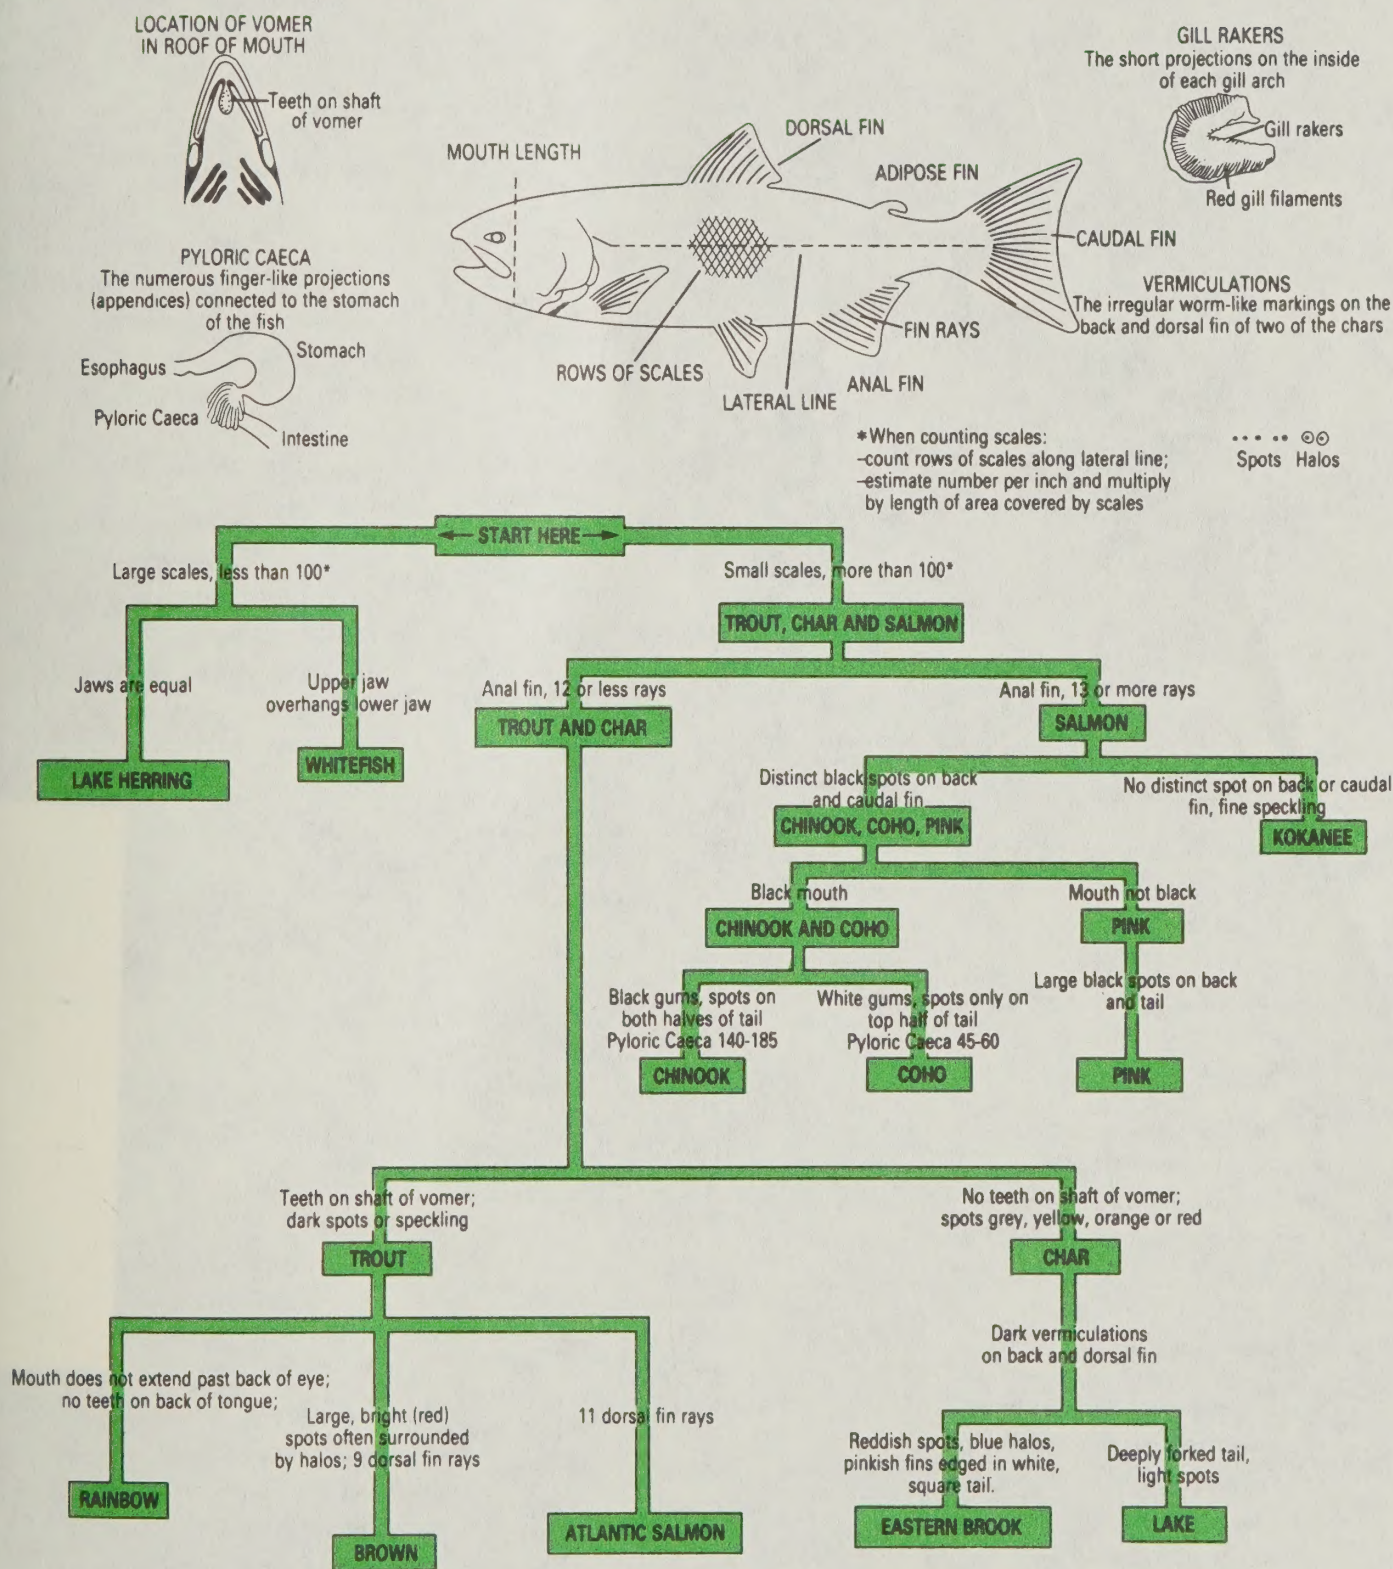 LOCATION OF VOMER
IN ROOF OF MOUTH
Teeth on shaft
of vomer
GILL RAKERS
The short projections on the inside
of each gill arch
Gill rakers
Red gill filaments
MOUTH LENGTH
DORSAL FIN
ADIPOSE FIN
CAUDAL FIN
PYLORIC CAECA
The numerous finger-like projections
(appendices) connected to the stomach
of the fish
Esophagus
Stomach
Pyloric Caeca
Intestine
VERMICULATIONS
The irregular worm-like markings on the
back and dorsal fin of two of the chars
FIN RAYS
ROWS OF SCALES
ANAL FIN
LATERAL LINE
*When counting scales:
-count rows of scales along lateral line;
-estimate number per inch and multiply
by length of area covered by scales
Spots Halos
START HERE
Large scales, less than 100*
Small scales, more than 100*
TROUT, CHAR AND SALMON
Jaws are equal
Upper jaw
overhangs lower jaw
Anal fin, 12 or less rays
Anal fin, 13 or more rays
TROUT AND CHAR
SALMON
LAKE HERRING
WHITEFISH
Distinct black spots on back
and caudal fin
No distinct spot on back or caudal
fin, fine speckling
CHINOOK, COHO, PINK
KOKANEE
Black mouth
Mouth not black
CHINOOK AND COHO
PINK
Black gums, spots on
both halves of tail
Pyloric Caeca 140-185
White gums, spots only on
top half of tail
Pyloric Caeca 45-60
Large black spots on back
and tail
CHINOOK
COHO
PINK
Teeth on shaft of vomer;
dark spots or speckling
No teeth on shaft of vomer;
spots grey, yellow, orange or red
TROUT
CHAR
Dark vermiculations
on back and dorsal fin
Mouth does not extend past back of eye;
no teeth on back of tongue;
Large, bright (red)
spots often surrounded
by halos; 9 dorsal fin rays
11 dorsal fin rays
Reddish spots, blue halos,
pinkish fins edged in white,
square tail.
Deeply forked tail,
light spots
RAINBOW
BROWN
ATLANTIC SALMON
EASTERN BROOK
LAKE